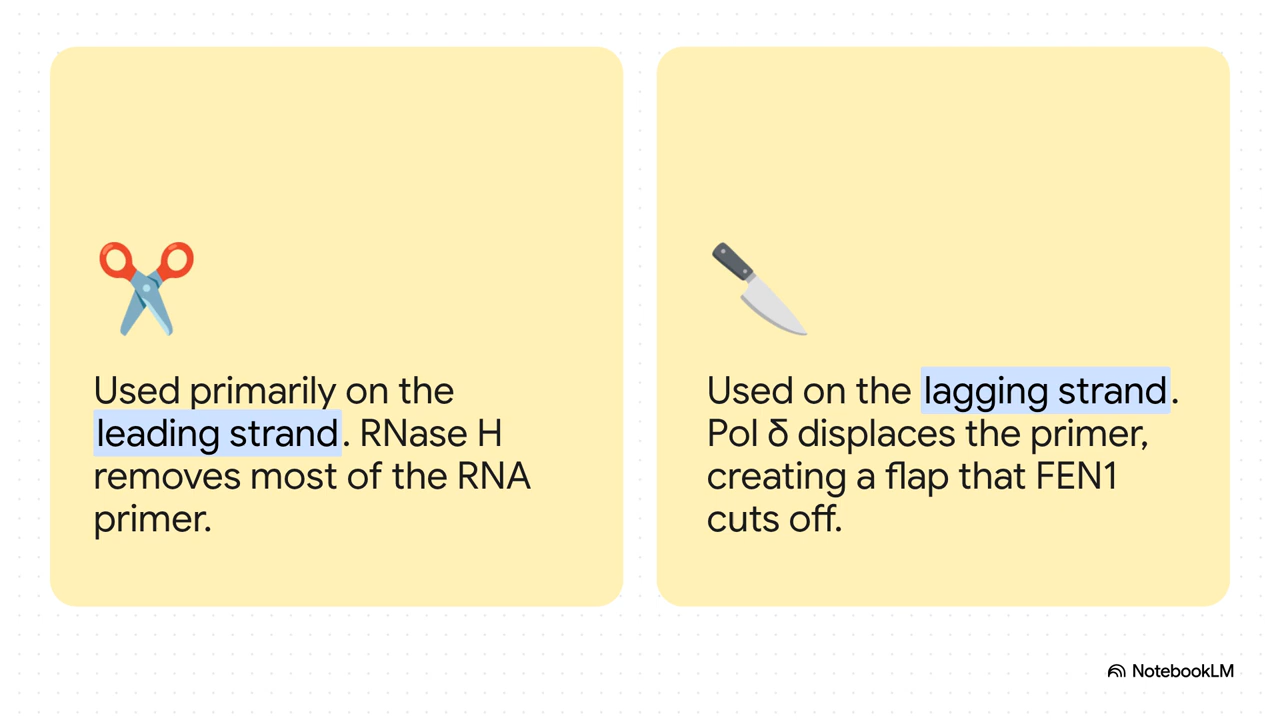 Used primarily on the
leading strand. RNase H
removes most of the RNA
primer.
Used on the lagging strand.
Pol δ displaces the primer,
creating a flap that FEN1
cuts off.
NotebookLM